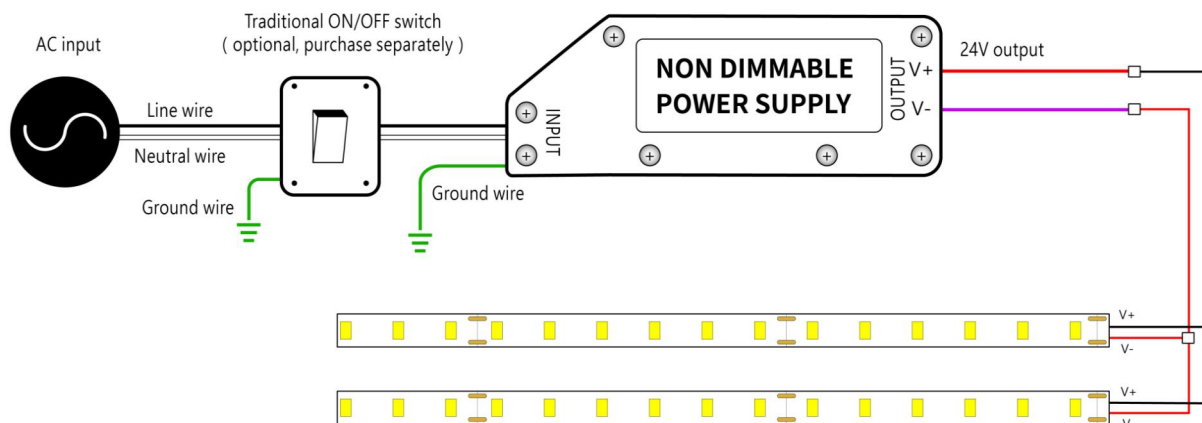 Traditional ON/OFF switch
( optional, purchase separately )
AC input
24V output
NON DIMMABLE
POWER SUPPLY
INPUT
OUTPUT
V+
V-
Line wire
Neutral wire
Ground wire
Ground wire
V+
V-
V+